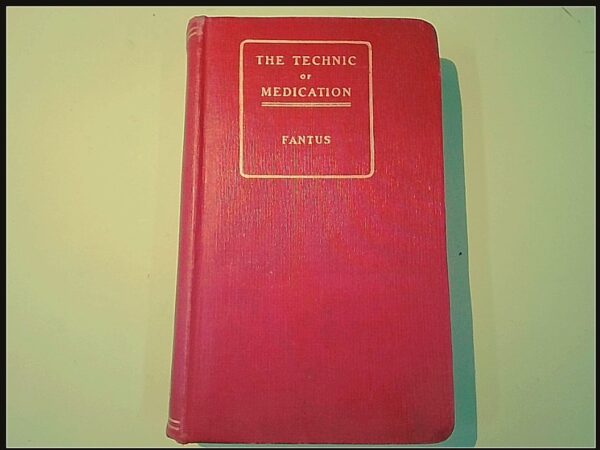 THE TECHNIC
OF
MEDICATION
FANTUS